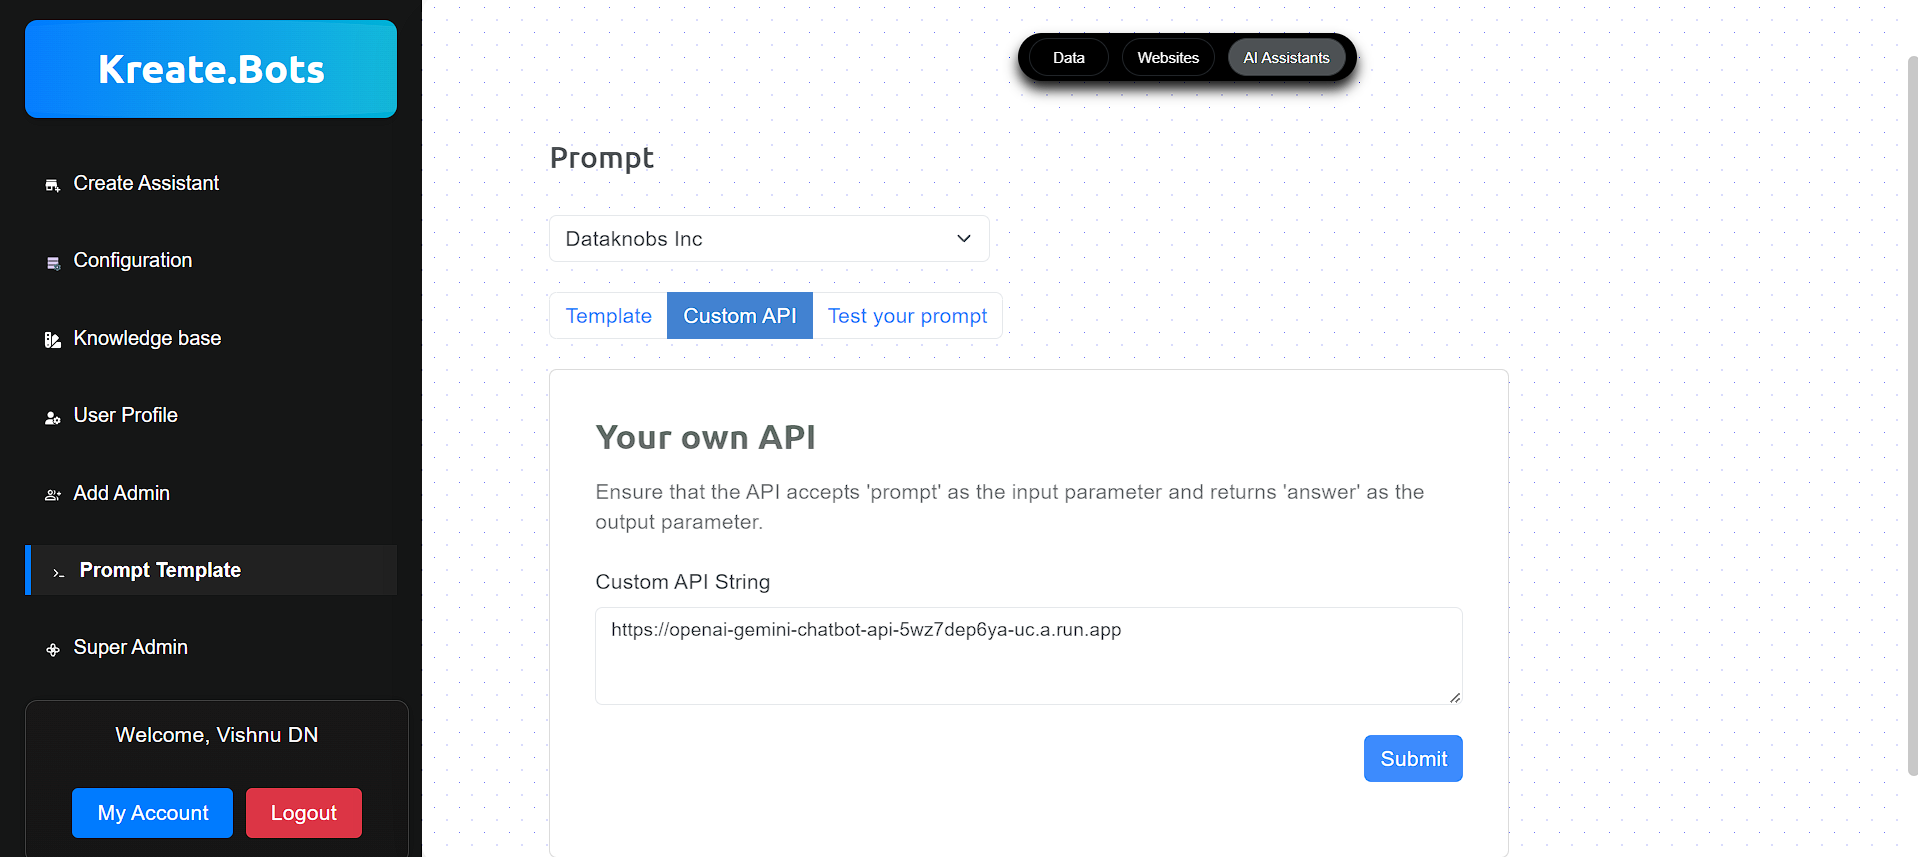 Kreate.Bots
Create Assistant
Configuration
Knowledge base
User Profile
Add Admin
Prompt Template
Super Admin
Welcome, Vishnu DN
My Account
Logout
Data
Websites
AI Assistants
Prompt
Dataknobs Inc
Template
Custom API
Test your prompt
Your own API
Ensure that the API accepts 'prompt' as the input parameter and returns 'answer' as the
output parameter.
Custom API String
https://openai-gemini-chatbot-api-5wz7dep6ya-uc.a.run.app
Submit